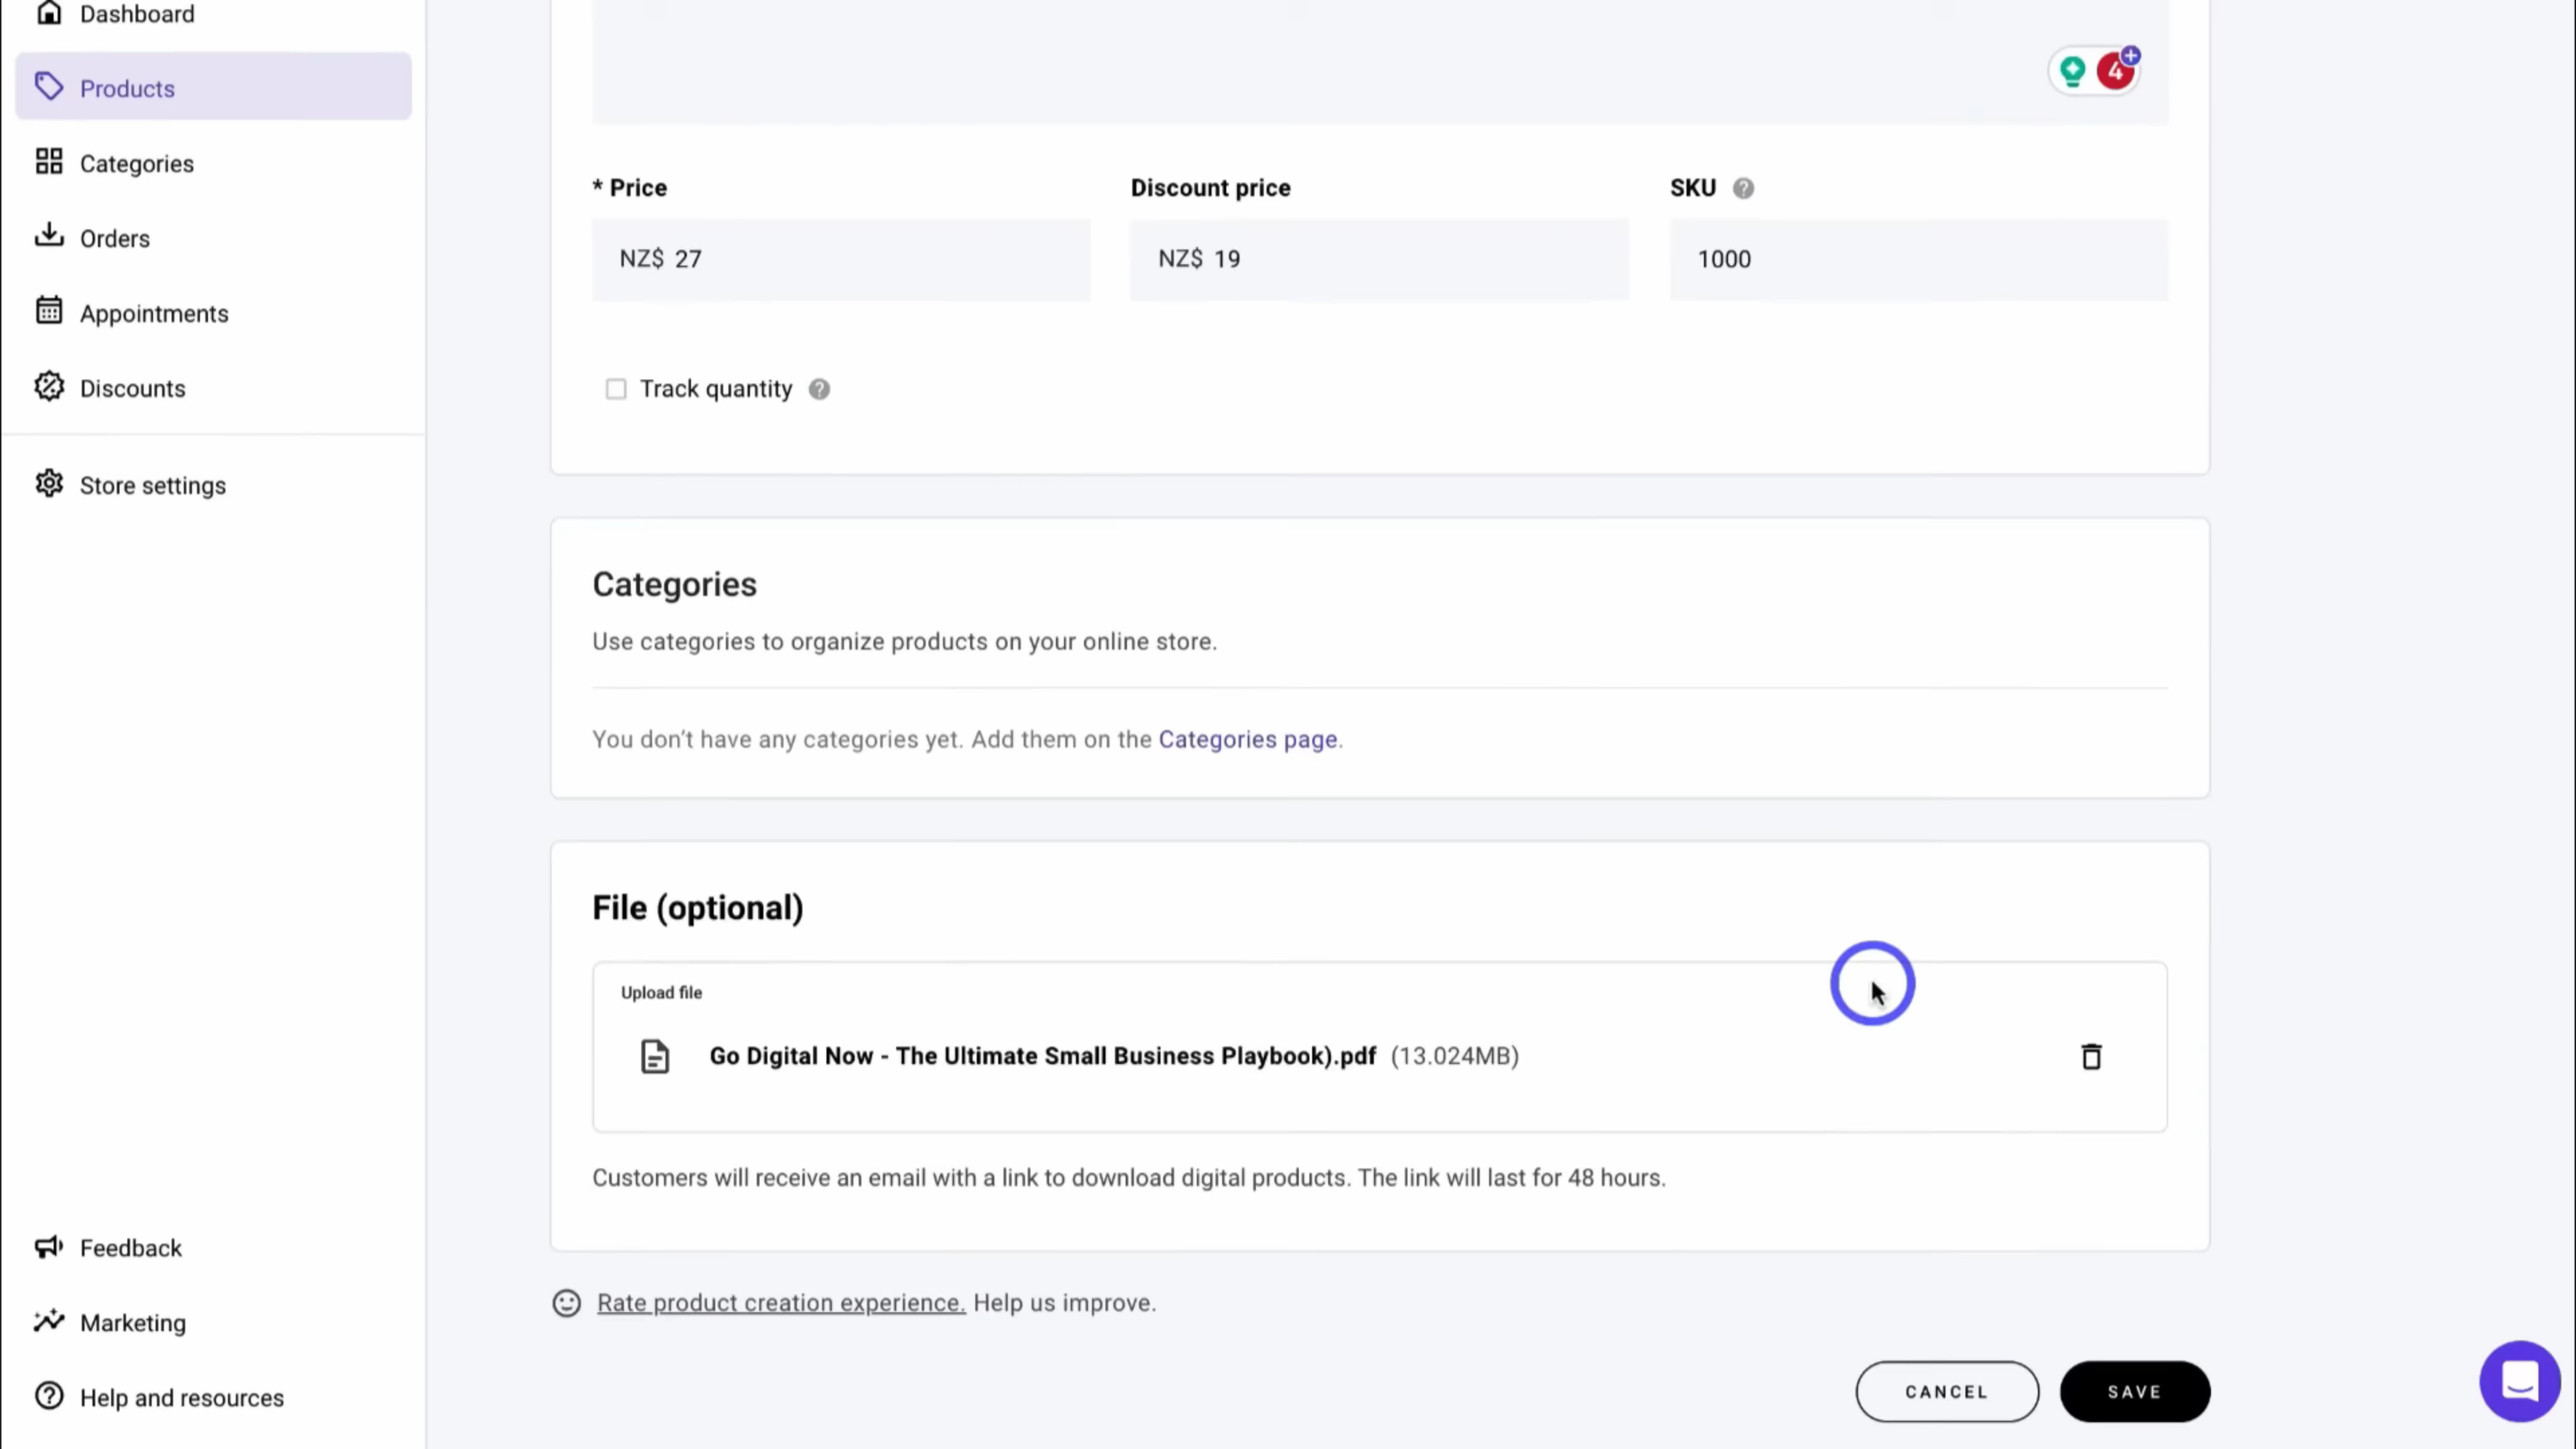 Dashboard
Products
Categories
Orders
Appointments
Discounts
Store settings
Feedback
Marketing
Help and resources
4
* Price
Discount price
SKU
NZ$ 27
NZ$ 19
1000
Track quantity
Categories
Use categories to organize products on your online store.
You don’t have any categories yet. Add them on the Categories page.
File (optional)
Upload file
Go Digital Now - The Ultimate Small Business Playbook).pdf (13.024MB)
Customers will receive an email with a link to download digital products. The link will last for 48 hours.
Rate product creation experience. Help us improve.
CANCEL
SAVE